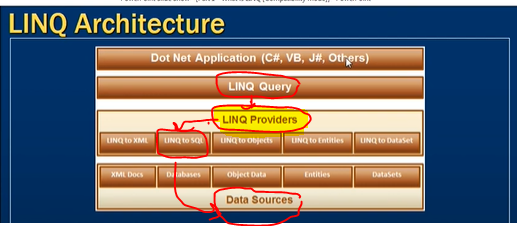 LINQ Architecture
Dot Net Application (C#, VB, J#, Others)
LINQ Query
LINQ Providers
LINQ to XML LINQ to SQL LINQ to Objects LINQ to Entities LINQ to DataSet
XML Docs Databases Object Data Entities DataSets
Data Sources